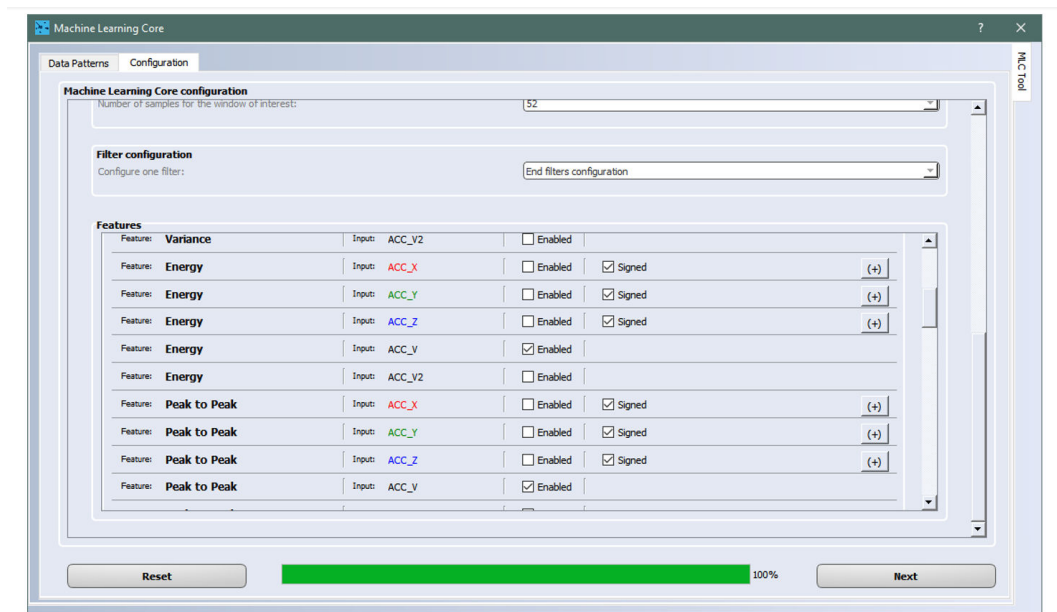 Machine Learning Core ? ×
Data Patterns Configuration
MLC Tool
Machine Learning Core configuration
Number of samples for the window of interest: 52
Filter configuration
Configure one filter: End filters configuration
Features
Feature: Variance Input: ACC_V2 Enabled
Feature: Energy Input: ACC_X Enabled Signed (+)
Feature: Energy Input: ACC_Y Enabled Signed (+)
Feature: Energy Input: ACC_Z Enabled Signed (+)
Feature: Energy Input: ACC_V Enabled
Feature: Energy Input: ACC_V2 Enabled
Feature: Peak to Peak Input: ACC_X Enabled Signed (+)
Feature: Peak to Peak Input: ACC_Y Enabled Signed (+)
Feature: Peak to Peak Input: ACC_Z Enabled Signed (+)
Feature: Peak to Peak Input: ACC_V Enabled
Reset 100% Next